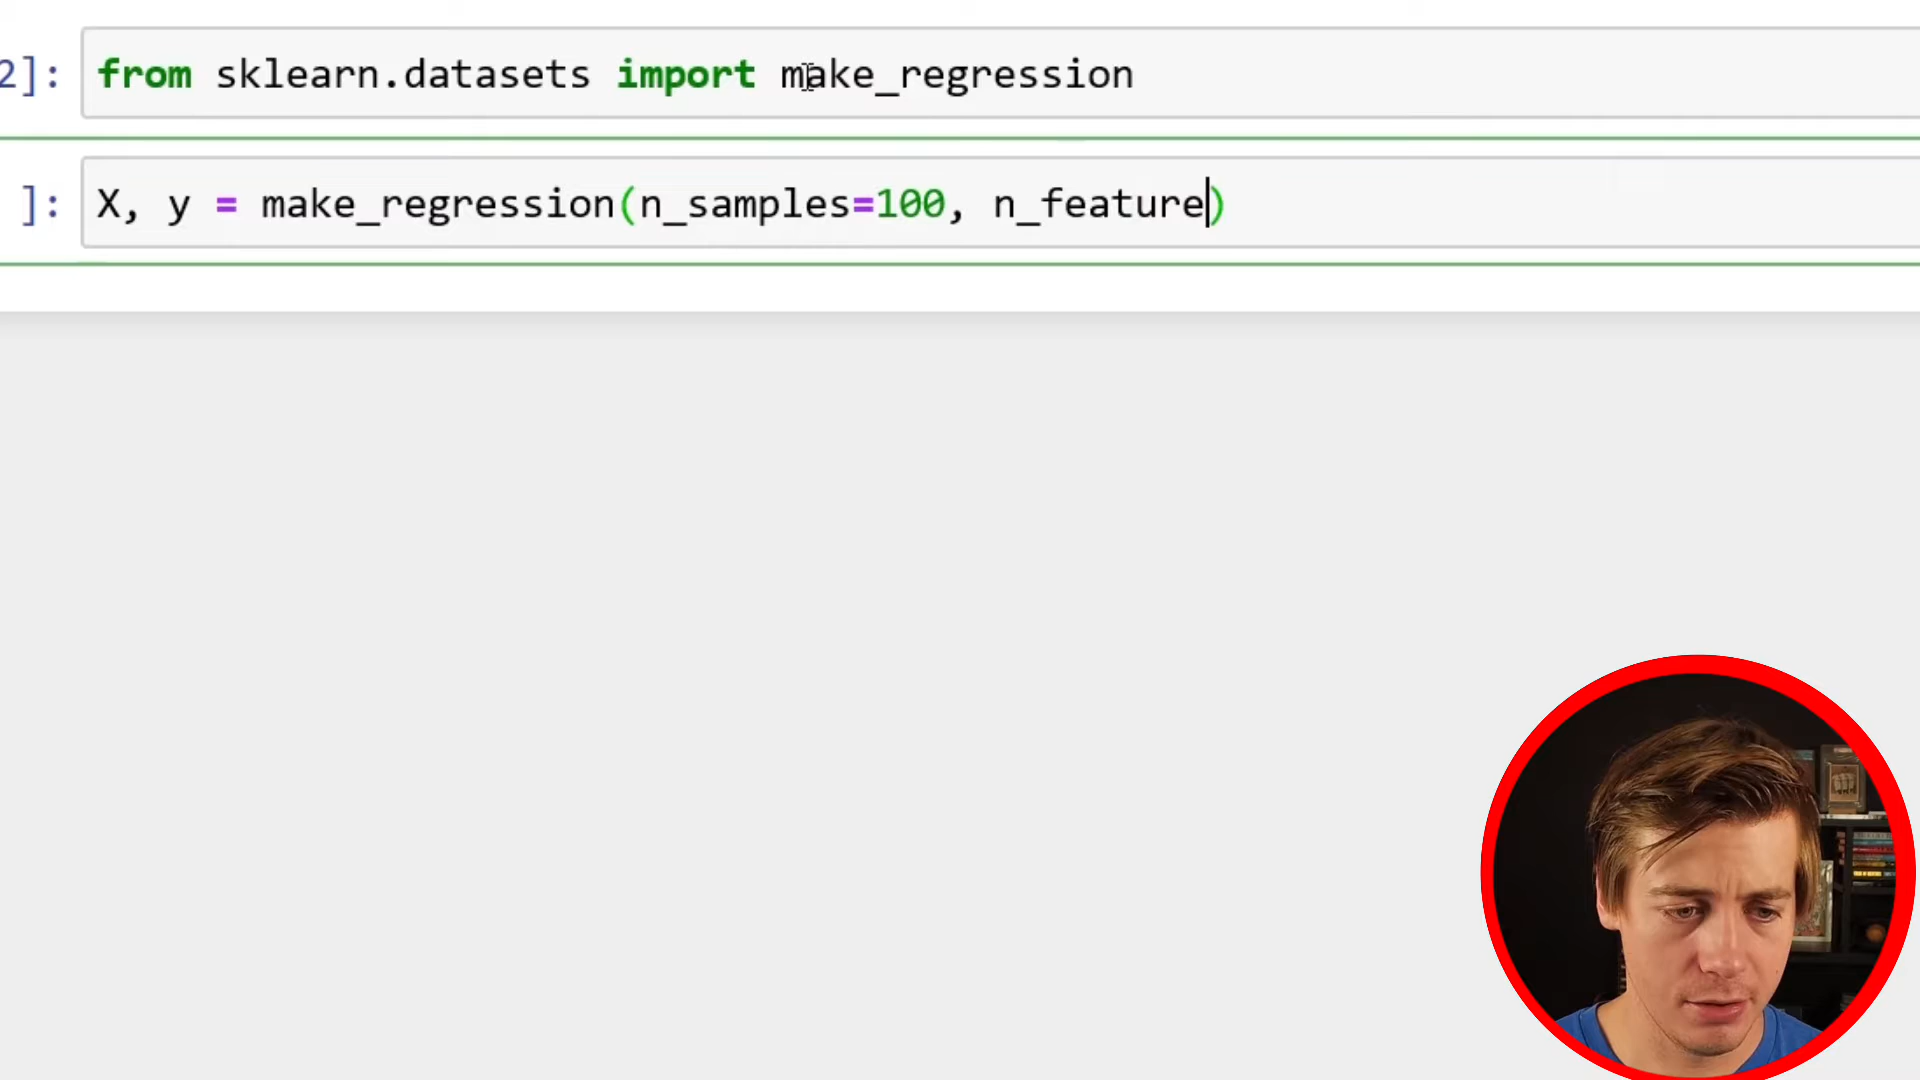 2]: from sklearn.datasets import make_regression
]: X, y = make_regression(n_samples=100, n_feature)